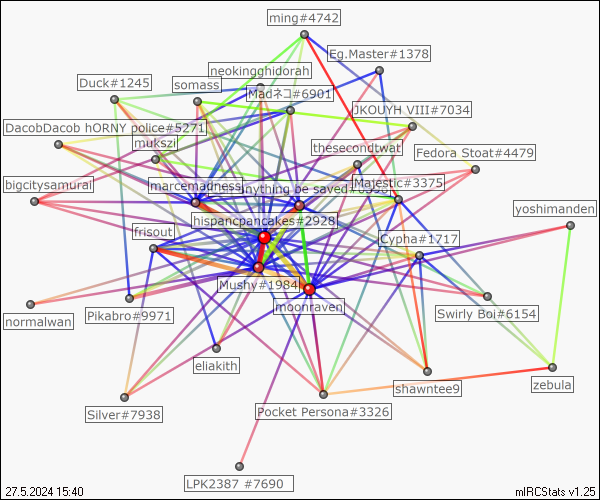 ming#4742
Eg.Master#1378
neokingghidorah
Duck#1245
somass
Madネコ#6901
JKOUYH VIII#7034
DacobDacob hORNY police#5271
mukszi
thesecondtwat
Fedora Stoat#4479
bigcitysamurai
marcemadness
anything be saved
Majestic#3375
hispancpancakes#2928
yoshimanden
frisout
Cypha#1717
Mushy#1984
moonraven
normalwan
Pikabro#9971
Swirly Boi#6154
eliakith
shawntee9
zebula
Silver#7938
Pocket Persona#3326
LPK2387 #7690
27.5.2024 15:40
mIRCStats v1.25